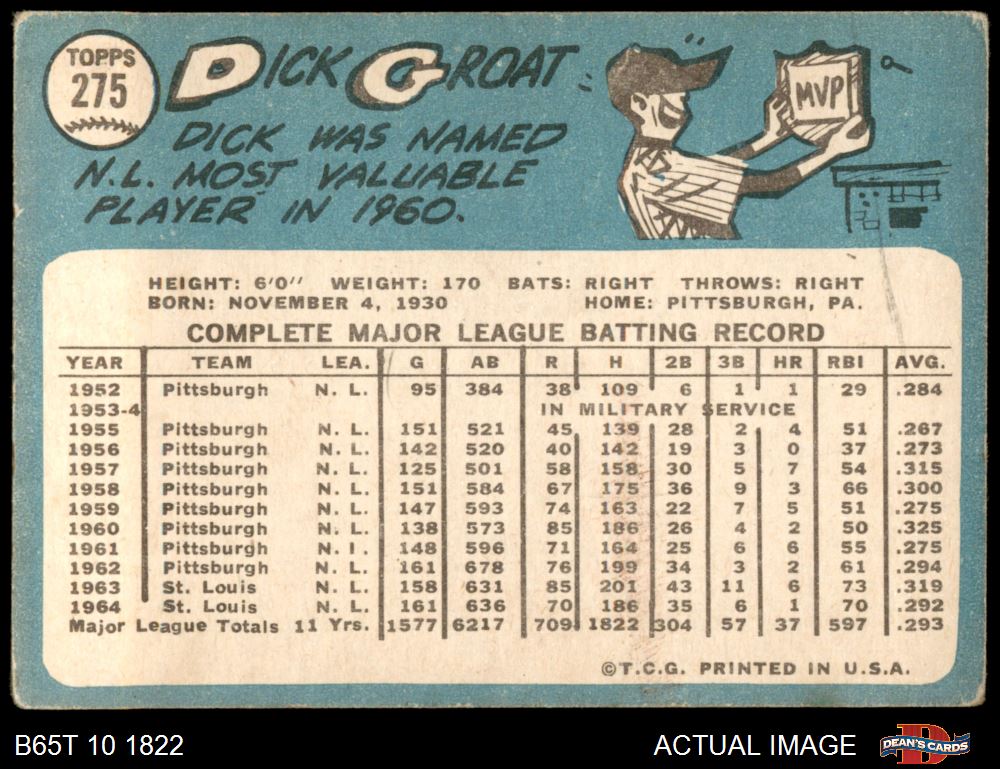 TOPPS
275
DICK GROAT
DICK WAS NAMED
N.L. MOST VALUABLE
PLAYER IN 1960.
MVP
HEIGHT: 6'0" WEIGHT: 170 BATS: RIGHT THROWS: RIGHT
BORN: NOVEMBER 4, 1930 HOME: PITTSBURGH, PA.
COMPLETE MAJOR LEAGUE BATTING RECORD
YEAR TEAM LEA. G AB R H 2B 3B HR RBI AVG.
1952 Pittsburgh N. L. 95 384 38 109 6 1 1 29 .284
1953-4 IN MILITARY SERVICE
1955 Pittsburgh N. L. 151 521 45 139 28 2 4 51 .267
1956 Pittsburgh N. L. 142 520 40 142 19 3 0 37 .273
1957 Pittsburgh N. L. 125 501 58 158 30 5 7 54 .315
1958 Pittsburgh N. L. 151 584 67 175 36 9 3 66 .300
1959 Pittsburgh N. L. 147 593 74 163 22 7 5 51 .275
1960 Pittsburgh N. L. 138 573 85 186 26 4 2 50 .325
1961 Pittsburgh N. L. 148 596 71 164 25 6 6 55 .275
1962 Pittsburgh N. L. 161 678 76 199 34 3 2 61 .294
1963 St. Louis N. L. 158 631 85 201 43 11 6 73 .319
1964 St. Louis N. L. 161 636 70 186 35 6 1 70 .292
Major League Totals 11 Yrs. 1577 6217 709 1822 304 57 37 597 .293
©T.C.G. PRINTED IN U.S.A.
B65T 10 1822 ACTUAL IMAGE DEAN'S CARDS